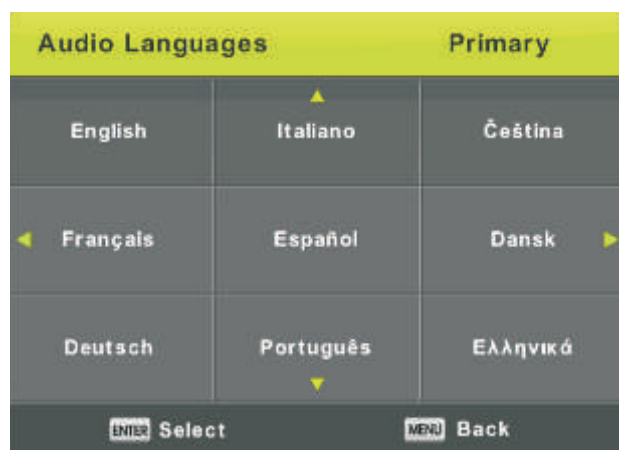 Audio Languages Primary
English Italiano Čeština
Français Español Dansk
Deutsch Português Ελληνικά
ENTER Select MENU Back